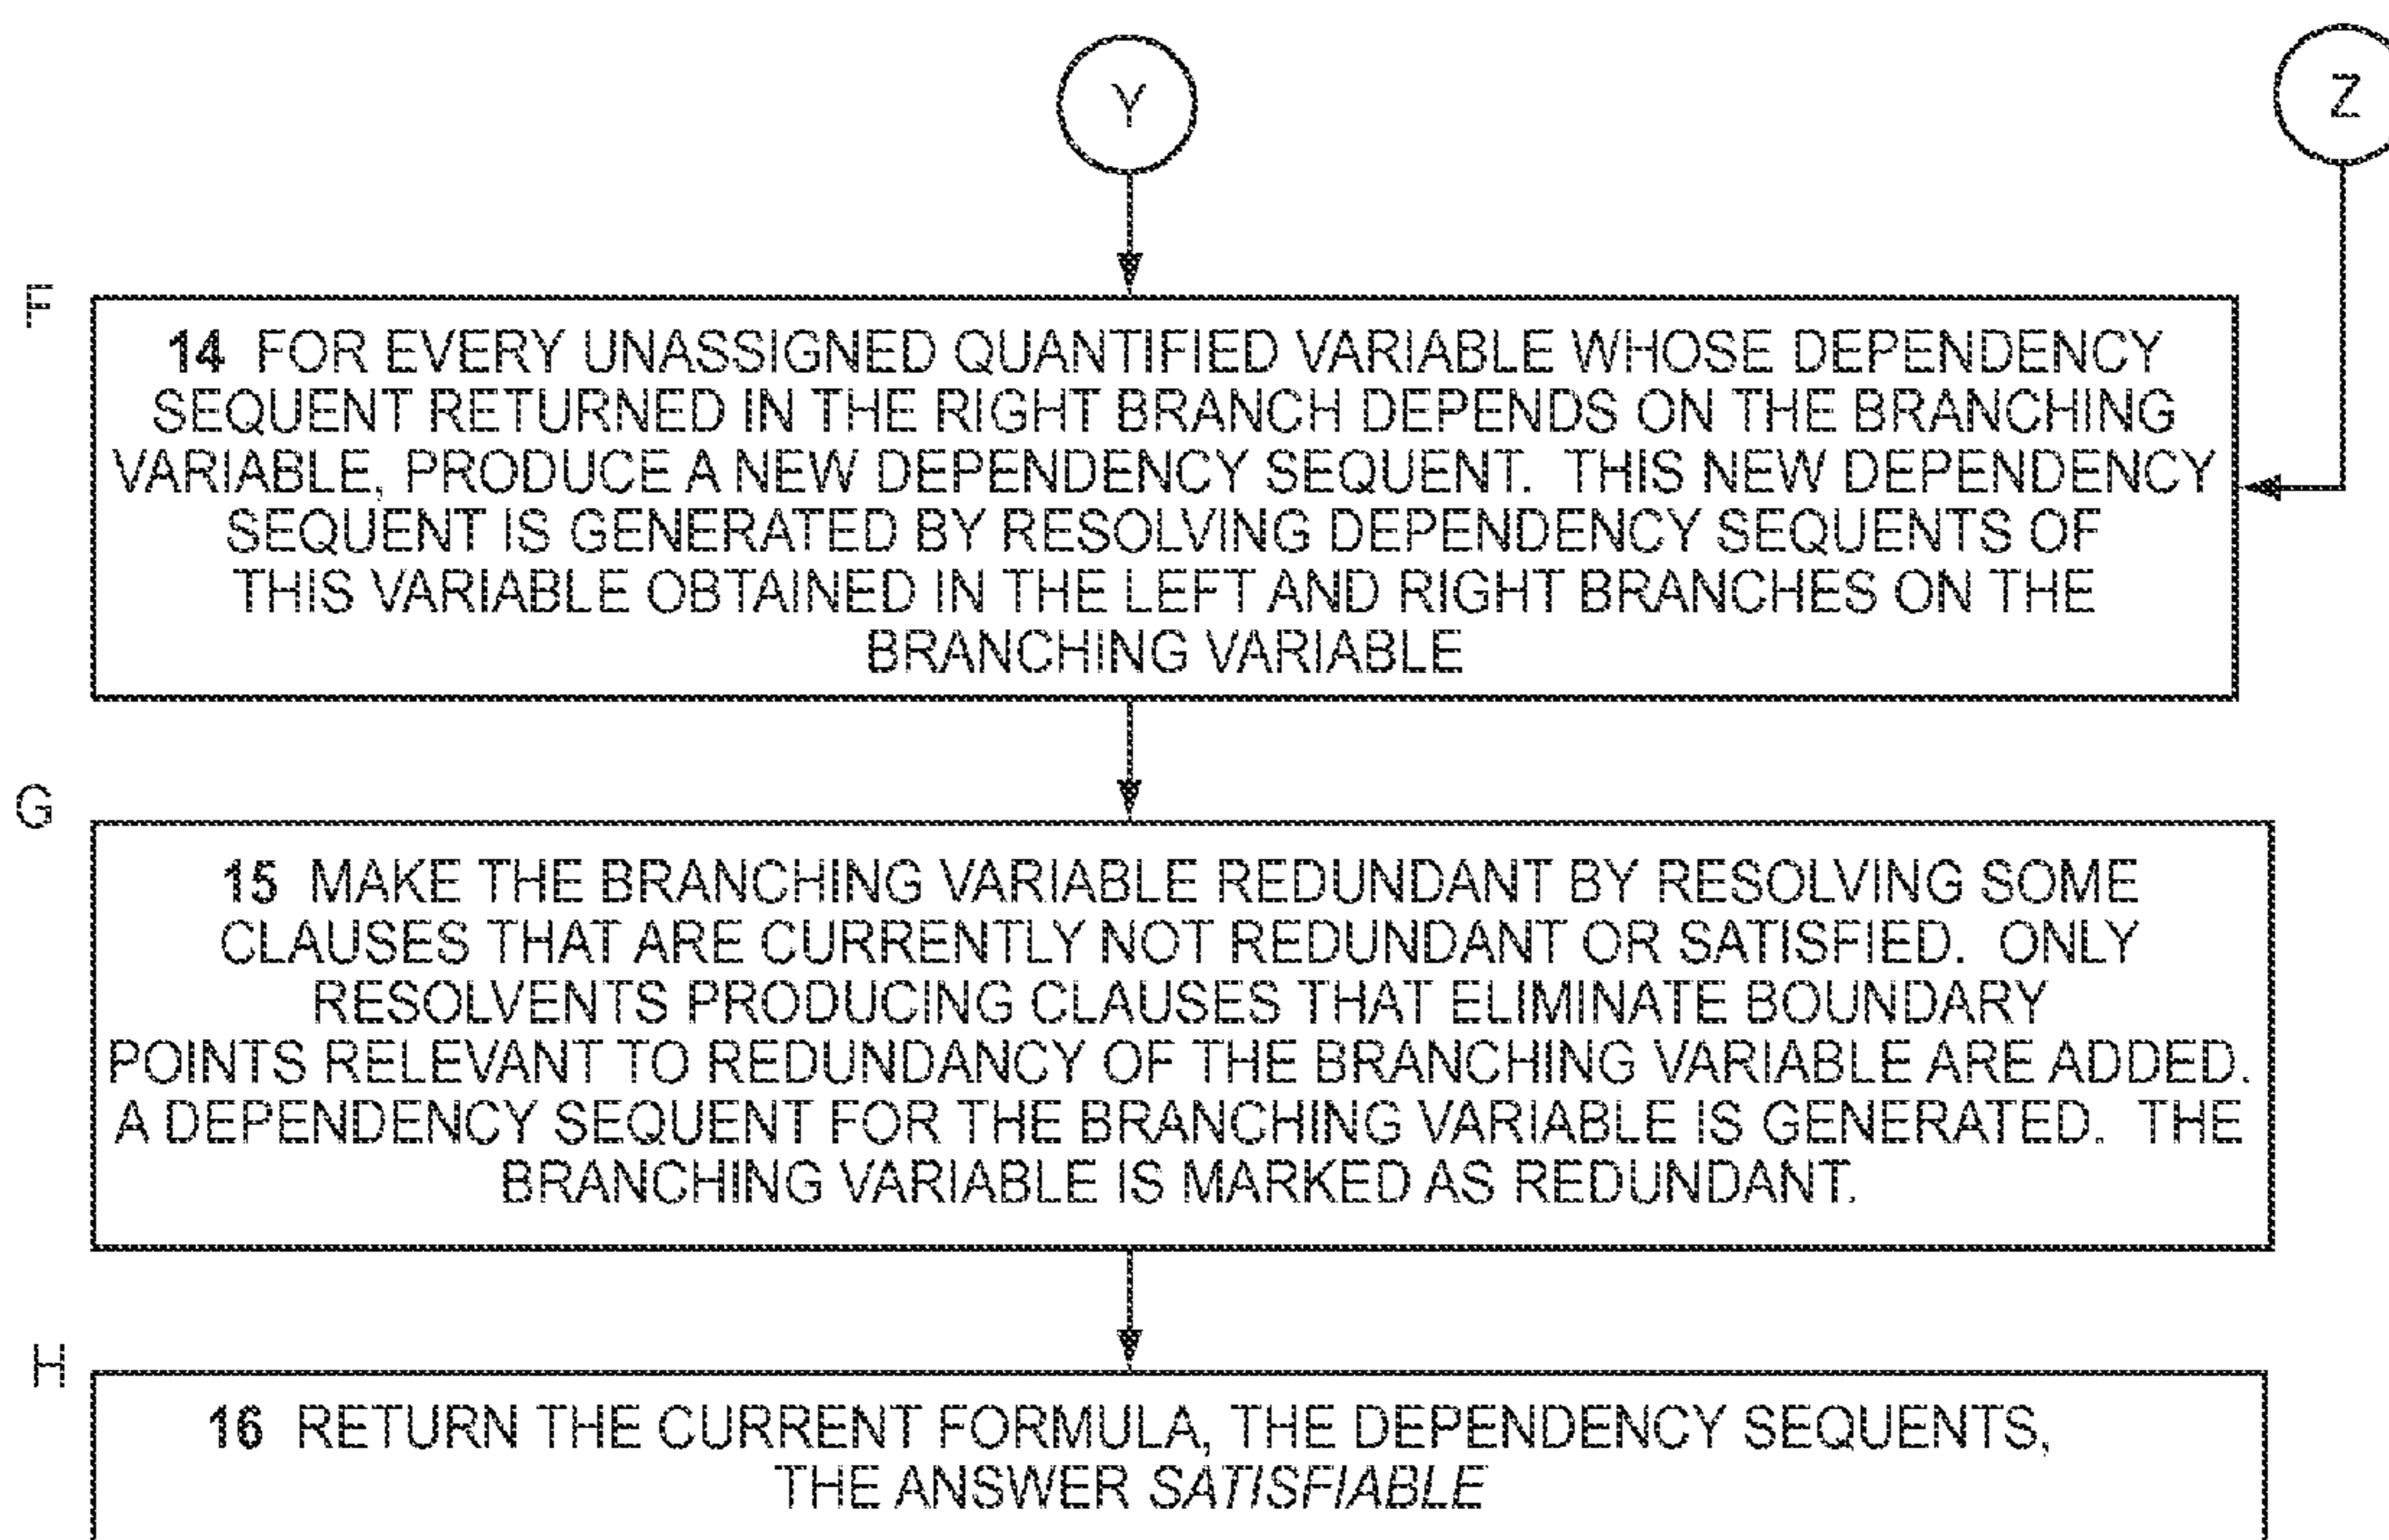 Y
Z
F
14 FOR EVERY UNASSIGNED QUANTIFIED VARIABLE WHOSE DEPENDENCY
SEQUENT RETURNED IN THE RIGHT BRANCH DEPENDS ON THE BRANCHING
VARIABLE, PRODUCE A NEW DEPENDENCY SEQUENT. THIS NEW DEPENDENCY
SEQUENT IS GENERATED BY RESOLVING DEPENDENCY SEQUENTS OF
THIS VARIABLE OBTAINED IN THE LEFT AND RIGHT BRANCHES ON THE
BRANCHING VARIABLE
G
15 MAKE THE BRANCHING VARIABLE REDUNDANT BY RESOLVING SOME
CLAUSES THAT ARE CURRENTLY NOT REDUNDANT OR SATISFIED. ONLY
RESOLVENTS PRODUCING CLAUSES THAT ELIMINATE BOUNDARY
POINTS RELEVANT TO REDUNDANCY OF THE BRANCHING VARIABLE ARE ADDED.
A DEPENDENCY SEQUENT FOR THE BRANCHING VARIABLE IS GENERATED. THE
BRANCHING VARIABLE IS MARKED AS REDUNDANT.
H
16 RETURN THE CURRENT FORMULA, THE DEPENDENCY SEQUENTS,
THE ANSWER SATISFIABLE